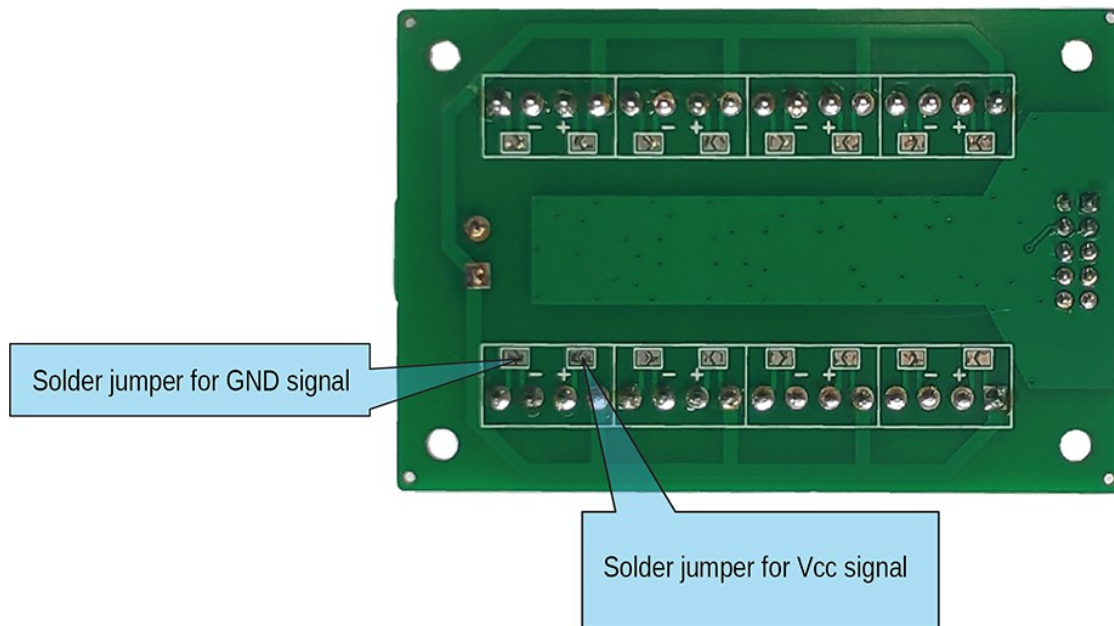 - + - + - + - +
Solder jumper for GND signal
- + - + - + - +
Solder jumper for Vcc signal